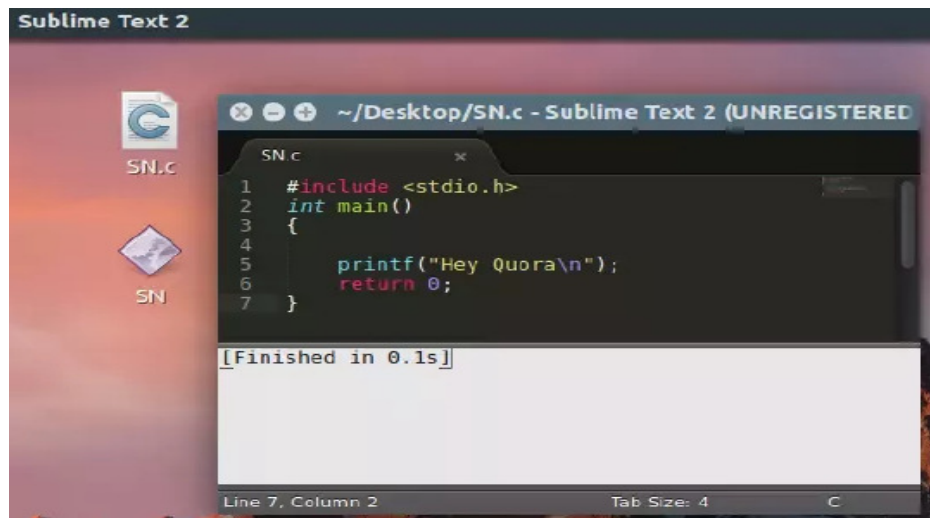 Sublime Text 2
SN.c
SN
~/Desktop/SN.c - Sublime Text 2 (UNREGISTERED
SN.c
1 #include <stdio.h>
2 int main()
3 {
4
5 printf("Hey Quora\n");
6 return 0;
7 }
[Finished in 0.1s]
Line 7, Column 2 Tab Size: 4 C